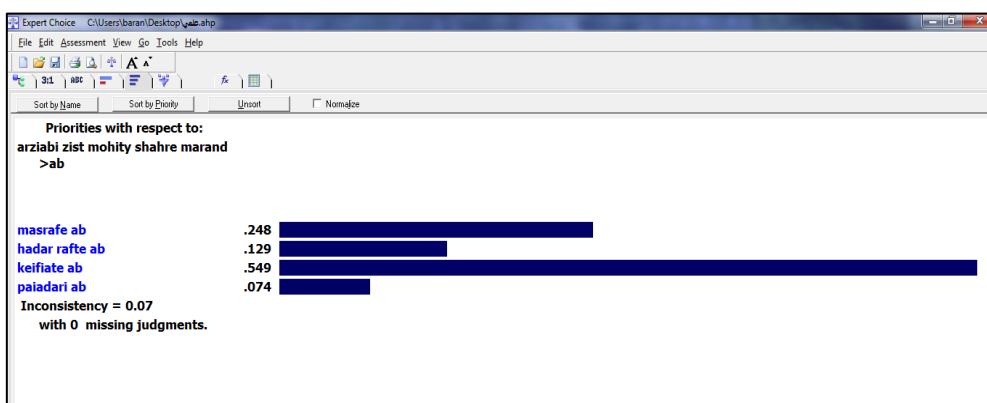 Expert Choice C:\Users\baran\Desktop\علمي.ahp
File Edit Assessment View Go Tools Help
3:1 ABC fx
Sort by Name Sort by Priority Unsort Normalize
Priorities with respect to:
arziabi zist mohity shahre marand
>ab
masrafe ab .248
hadar rafte ab .129
keifiate ab .549
paiadari ab .074
Inconsistency = 0.07
with 0 missing judgments.